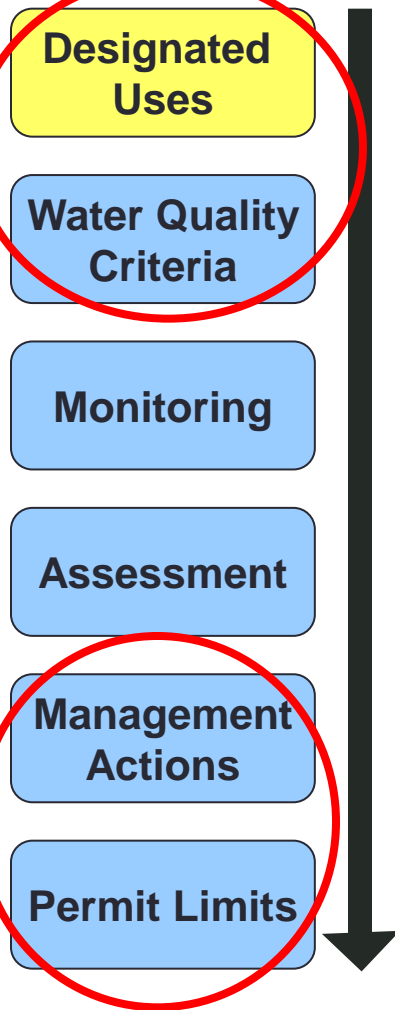 Designated
Uses
Water Quality
Criteria
Monitoring
Assessment
Management
Actions
Permit Limits